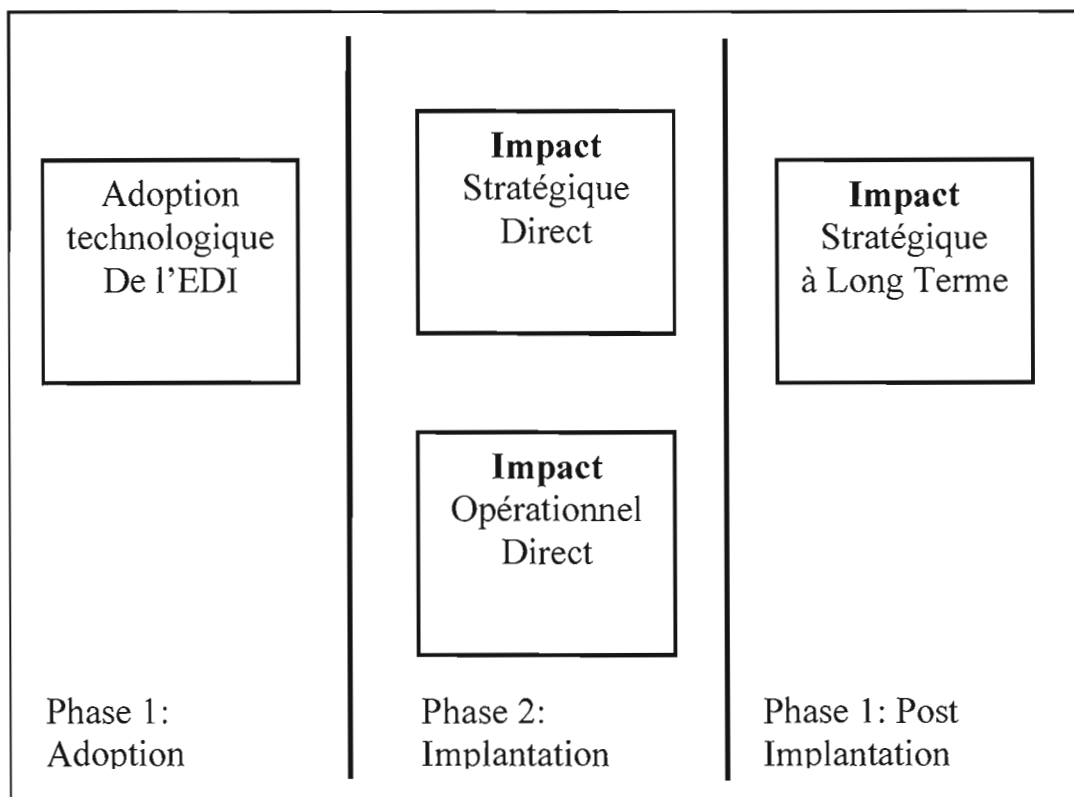 Adoption
technologique
De l'EDI
Impact
Stratégique
Direct
Impact
Opérationnel
Direct
Impact
Stratégique
à Long Terme
Phase 1:
Adoption
Phase 2:
Implantation
Phase 1: Post
Implantation